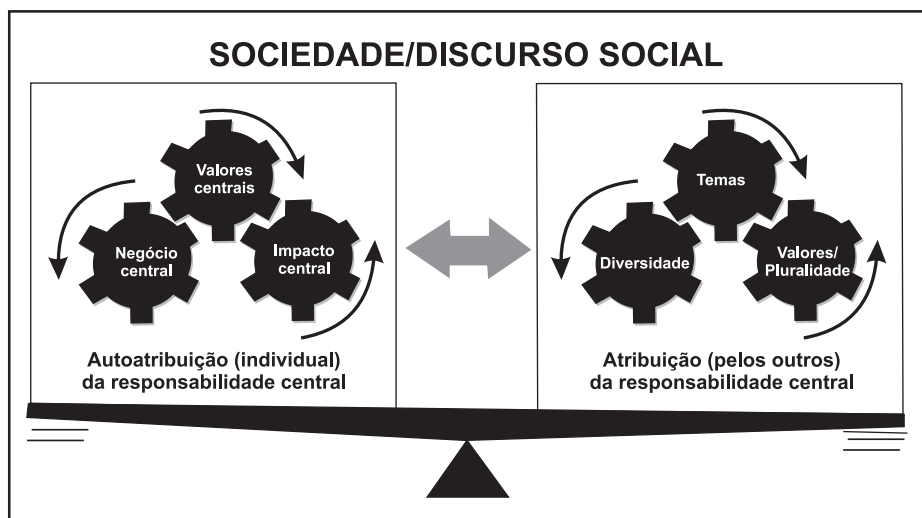 SOCIEDADE/DISCURSO SOCIAL
Valores
centrais
Negócio
central
Impacto
central
Autoatribuição (individual)
da responsabilidade central
Temas
Diversidade
Valores/
Pluralidade
Atribuição (pelos outros)
da responsabilidade central